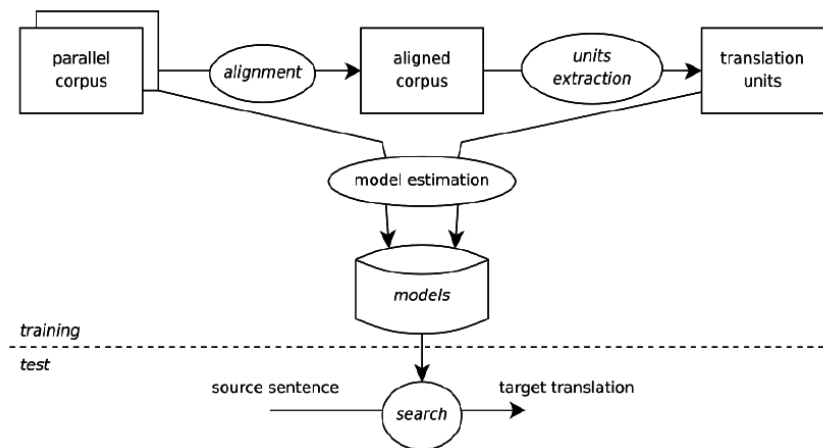 parallel
corpus
alignment
aligned
corpus
units
extraction
translation
units
model estimation
models
training
test
source sentence
search
target translation